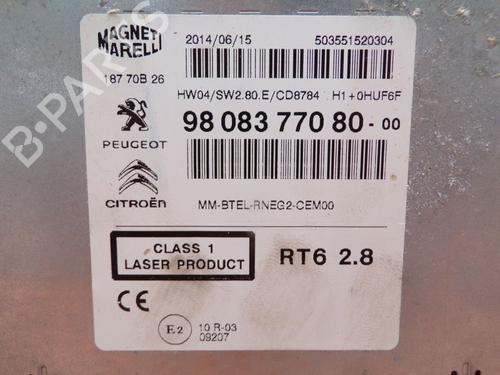 MAGNETI
MARELLI
2014/06/15
503551520304
187 70B 26
HW04/SW2.80.E/CD8784 H1+0HUF6F
PEUGEOT
98 083 770 80-00
CITROËN
MM-BTEL-RNEG2-CEM00
CLASS 1
LASER PRODUCT
RT6 2.8
CE
E2
10 R-03
09207
B-PARTS